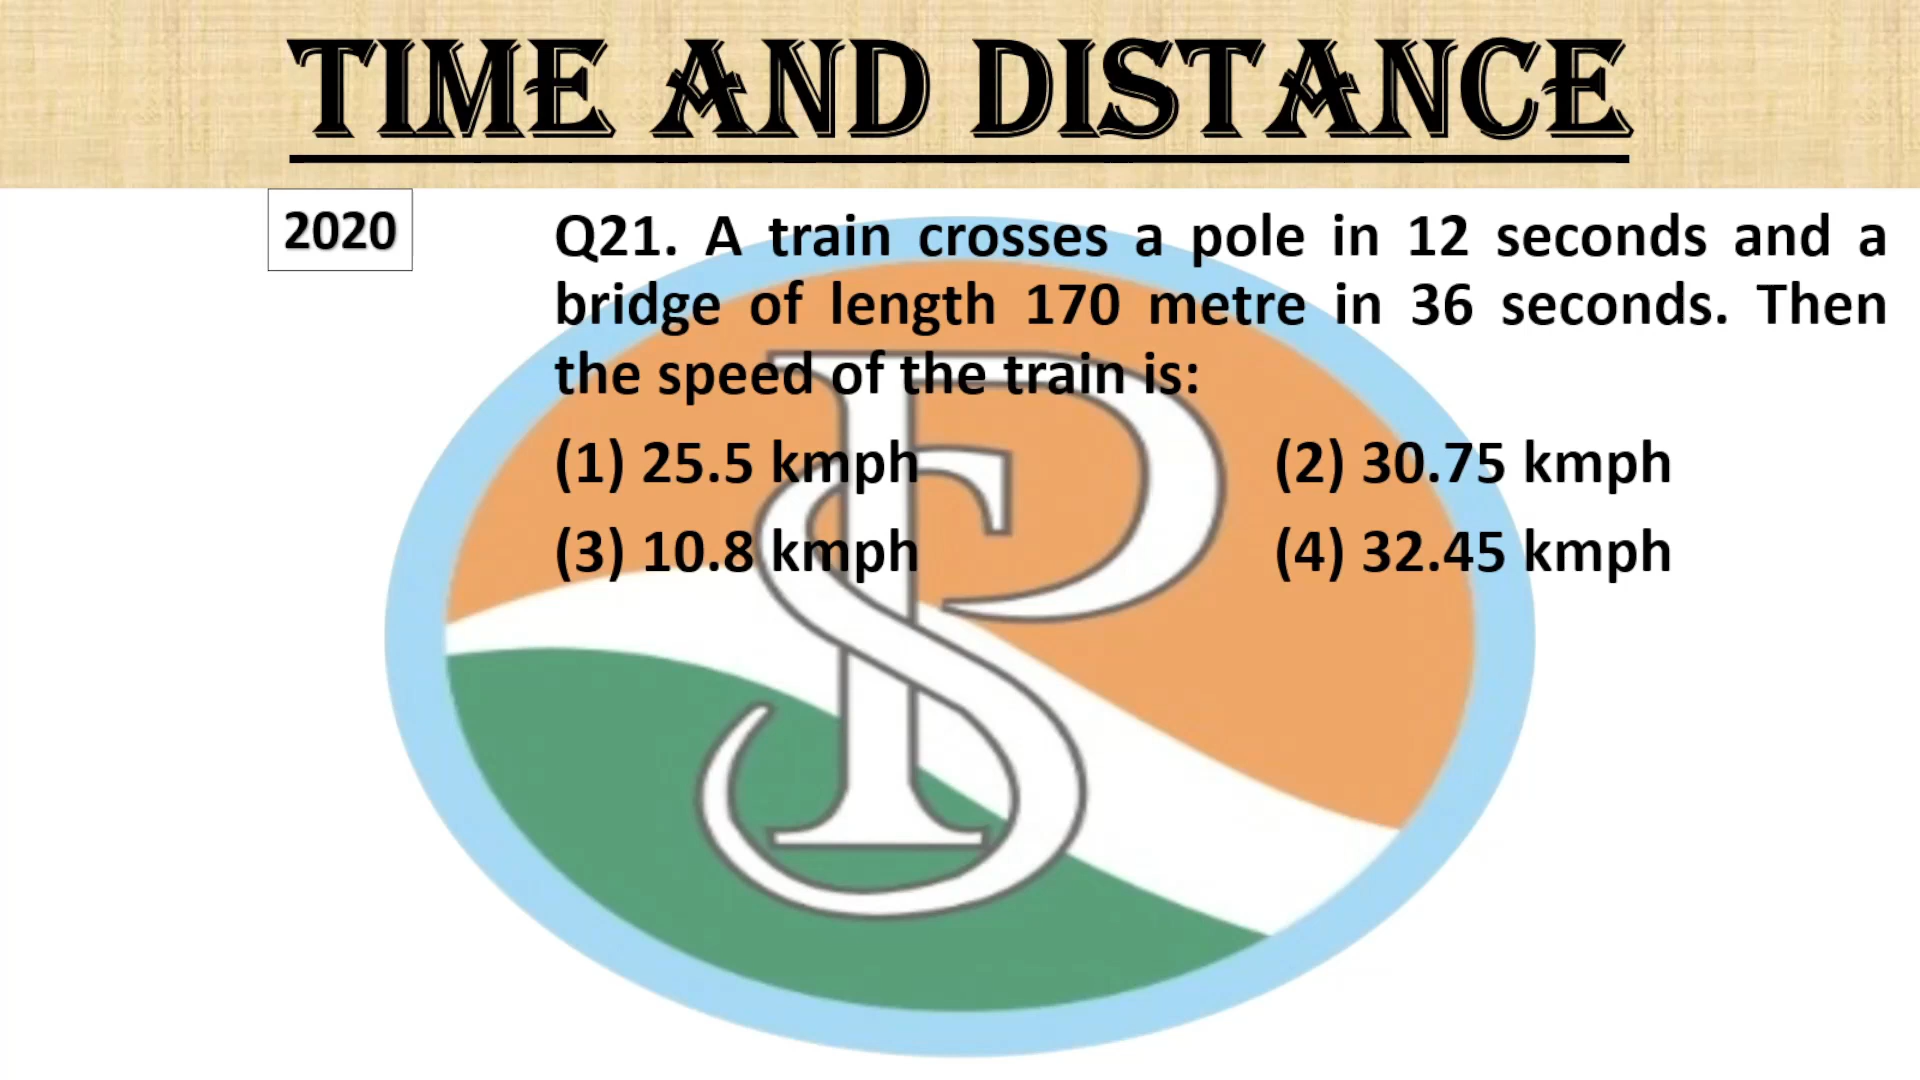 TIME AND DISTANCE
2020
Q21. A train crosses a pole in 12 seconds and a
bridge of length 170 metre in 36 seconds. Then
the speed of the train is:
(1) 25.5 kmph (2) 30.75 kmph
(3) 10.8 kmph (4) 32.45 kmph